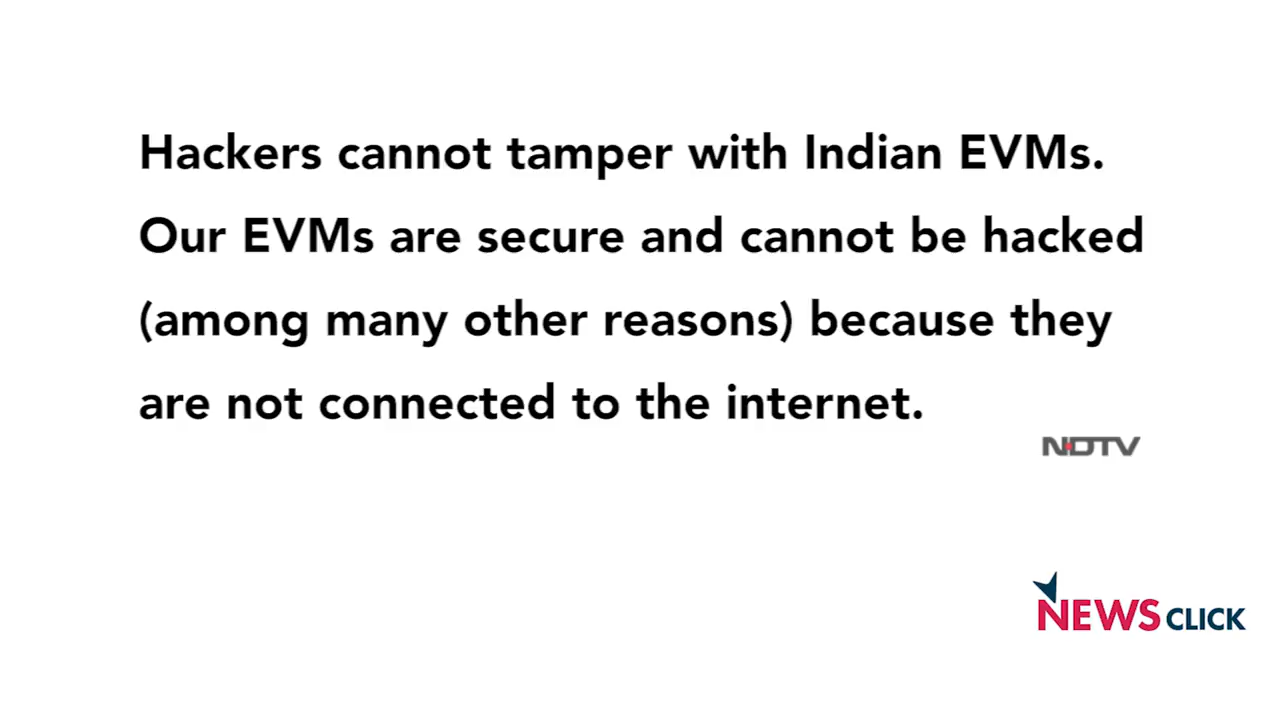 Hackers cannot tamper with Indian EVMs.
Our EVMs are secure and cannot be hacked
(among many other reasons) because they
are not connected to the internet.
NDTV
NEWS CLICK